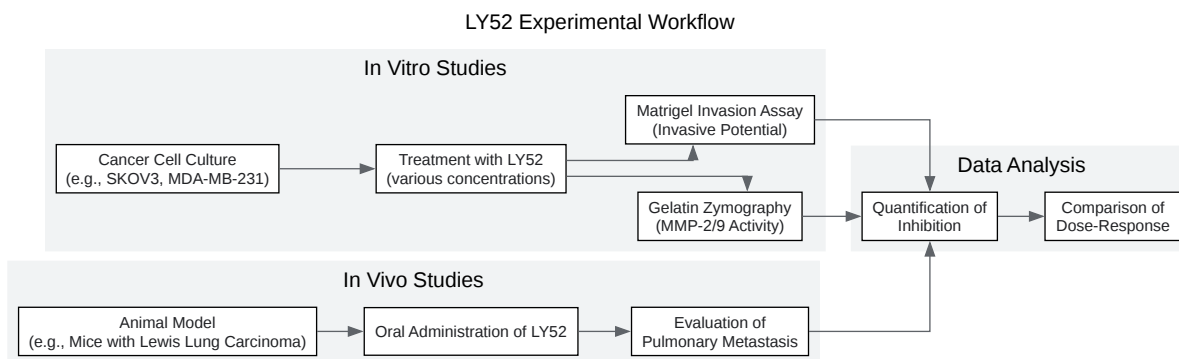 LY52 Experimental Workflow
In Vitro Studies
Cancer Cell Culture
(e.g., SKOV3, MDA-MB-231)
Treatment with LY52
(various concentrations)
Matrigel Invasion Assay
(Invasive Potential)
Gelatin Zymography
(MMP-2/9 Activity)
Data Analysis
Quantification of
Inhibition
Comparison of
Dose-Response
In Vivo Studies
Animal Model
(e.g., Mice with Lewis Lung Carcinoma)
Oral Administration of LY52
Evaluation of
Pulmonary Metastasis